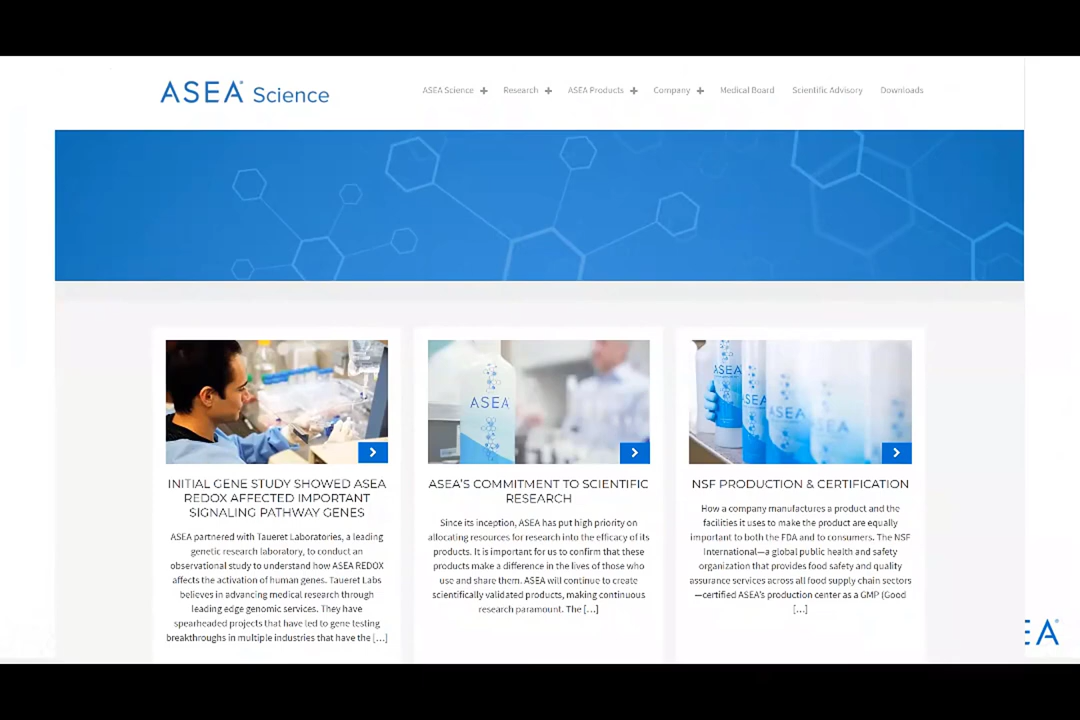 ASEA® Science
ASEA Science + Research + ASEA Products + Company + Medical Board Scientific Advisory Downloads
ASEA
ASEA
ASEA
ASEA
ASEA
INITIAL GENE STUDY SHOWED ASEA
REDOX AFFECTED IMPORTANT
SIGNALING PATHWAY GENES
ASEA partnered with Taueret Laboratories, a leading
genetic research laboratory, to conduct an
observational study to understand how ASEA REDOX
affects the activation of human genes. Taueret Labs
believes in advancing medical research through
leading edge genomic services. They have
spearheaded projects that have led to gene testing
breakthroughs in multiple industries that have the [...]
ASEA'S COMMITMENT TO SCIENTIFIC
RESEARCH
Since its inception, ASEA has put high priority on
allocating resources for research into the efficacy of its
products. It is important for us to confirm that these
products make a difference in the lives of those who
use and share them. ASEA will continue to create
scientifically validated products, making continuous
research paramount. The [...]
NSF PRODUCTION & CERTIFICATION
How a company manufactures a product and the
facilities it uses to make the product are equally
important to both the FDA and to consumers. The NSF
International—a global public health and safety
organization that provides food safety and quality
assurance services across all food supply chain sectors
—certified ASEA's production center as a GMP (Good
[...]
EA®